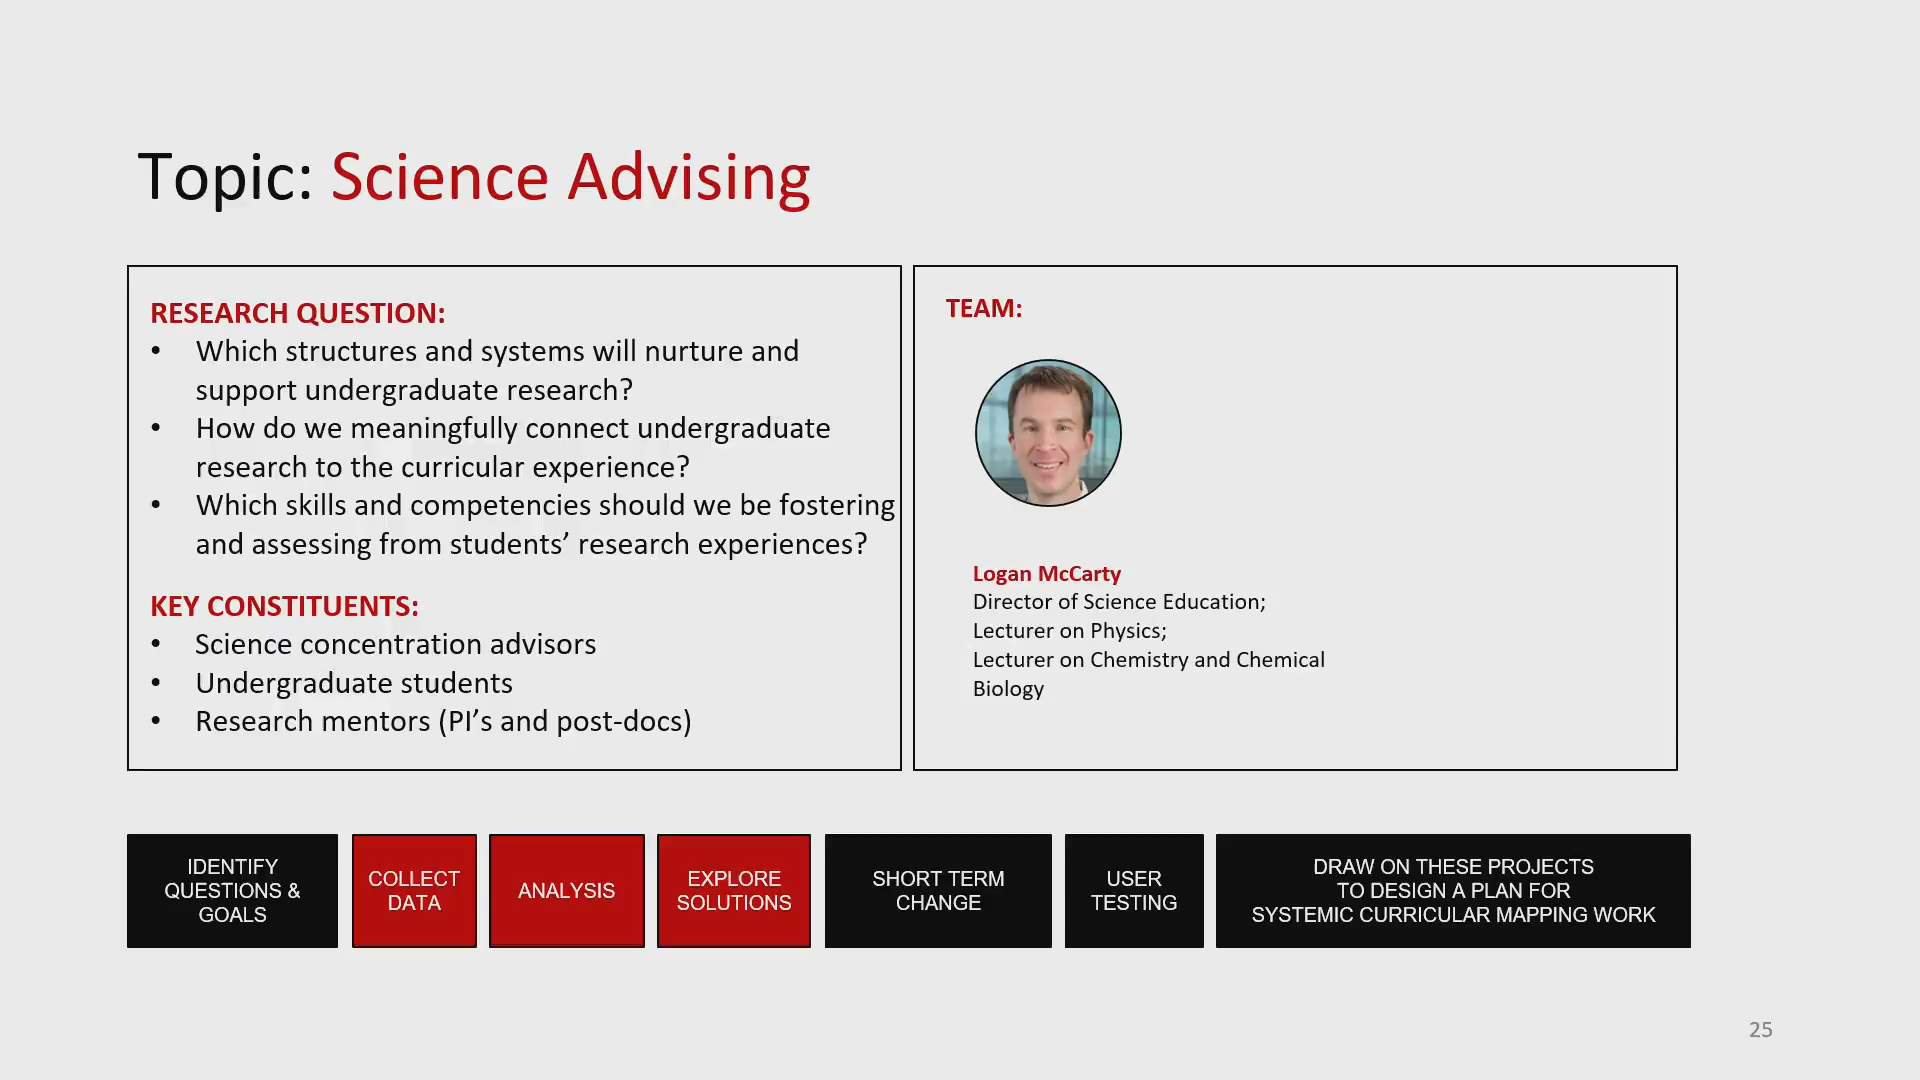 Topic: Science Advising
RESEARCH QUESTION:
• Which structures and systems will nurture and
support undergraduate research?
• How do we meaningfully connect undergraduate
research to the curricular experience?
• Which skills and competencies should we be fostering
and assessing from students’ research experiences?
KEY CONSTITUENTS:
• Science concentration advisors
• Undergraduate students
• Research mentors (PI’s and post-docs)
TEAM:
Logan McCarty
Director of Science Education;
Lecturer on Physics;
Lecturer on Chemistry and Chemical
Biology
IDENTIFY
QUESTIONS &
GOALS
COLLECT
DATA
ANALYSIS
EXPLORE
SOLUTIONS
SHORT TERM
CHANGE
USER
TESTING
DRAW ON THESE PROJECTS
TO DESIGN A PLAN FOR
SYSTEMIC CURRICULAR MAPPING WORK
25